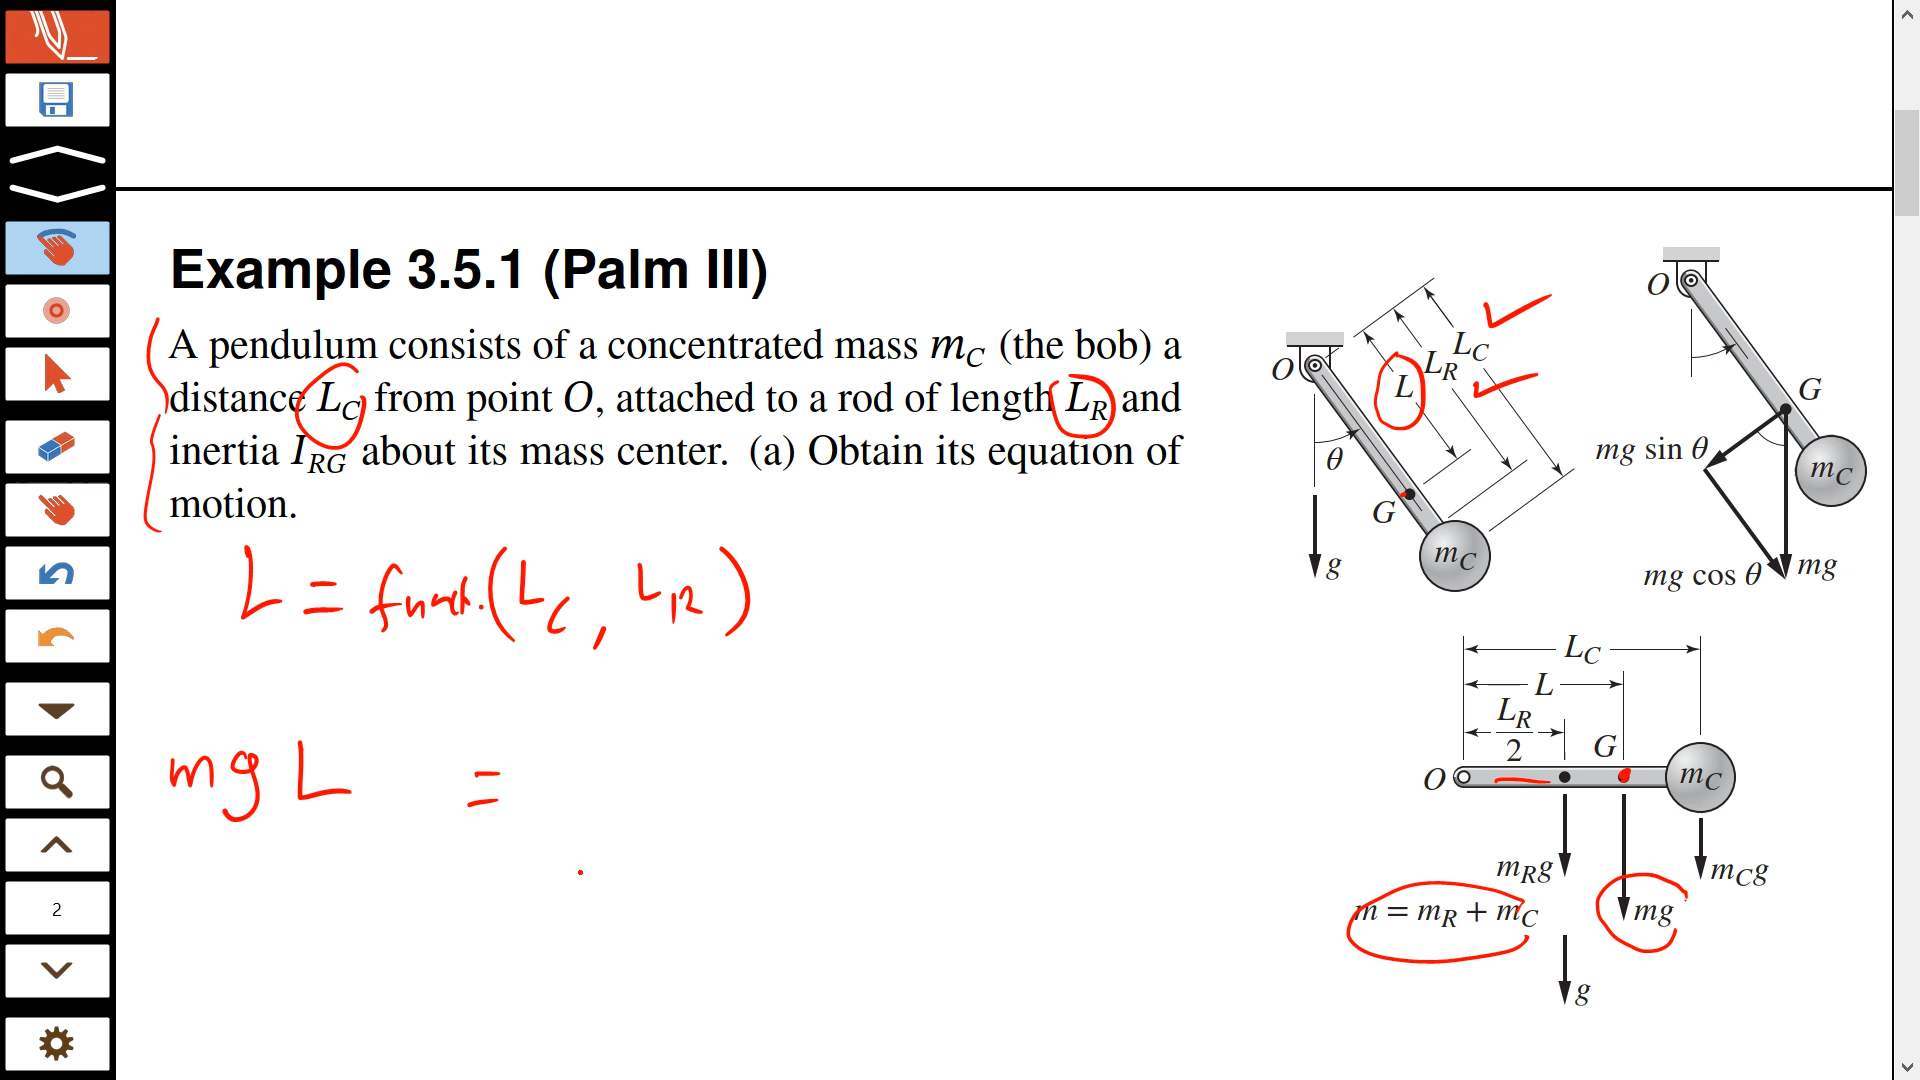 Example 3.5.1 (Palm III)
A pendulum consists of a concentrated mass m_C (the bob) a
distance L_C from point O, attached to a rod of length L_R and
inertia I_RG about its mass center. (a) Obtain its equation of
motion.
L = funct. (L_C, L_R)
mgL =
O
L_C
L_R
L
θ
G
g
m_C
O
G
mg sin θ
m_C
mg cos θ
mg
L_C
L
L_R/2
G
O
m_C
m_Rg
m_Cg
m = m_R + m_C
mg
g
2